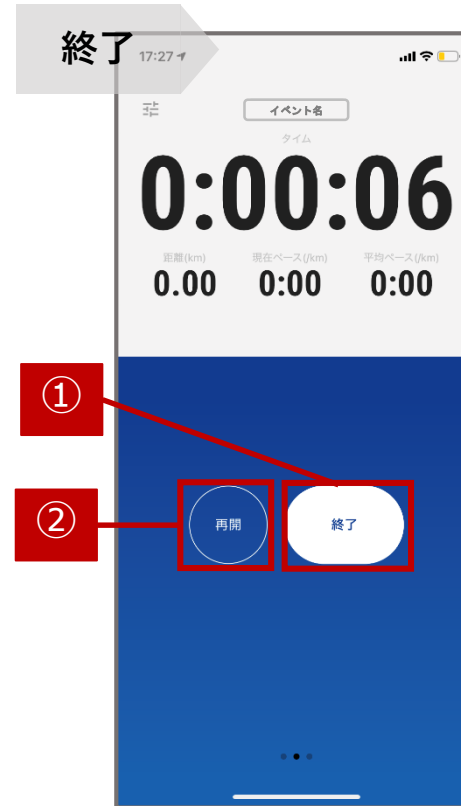 終了
17:27
イベント名
タイム
0:00:06
距離(km) 現在ペース(/km) 平均ペース(/km)
0.00 0:00 0:00
①
②
再開 終了